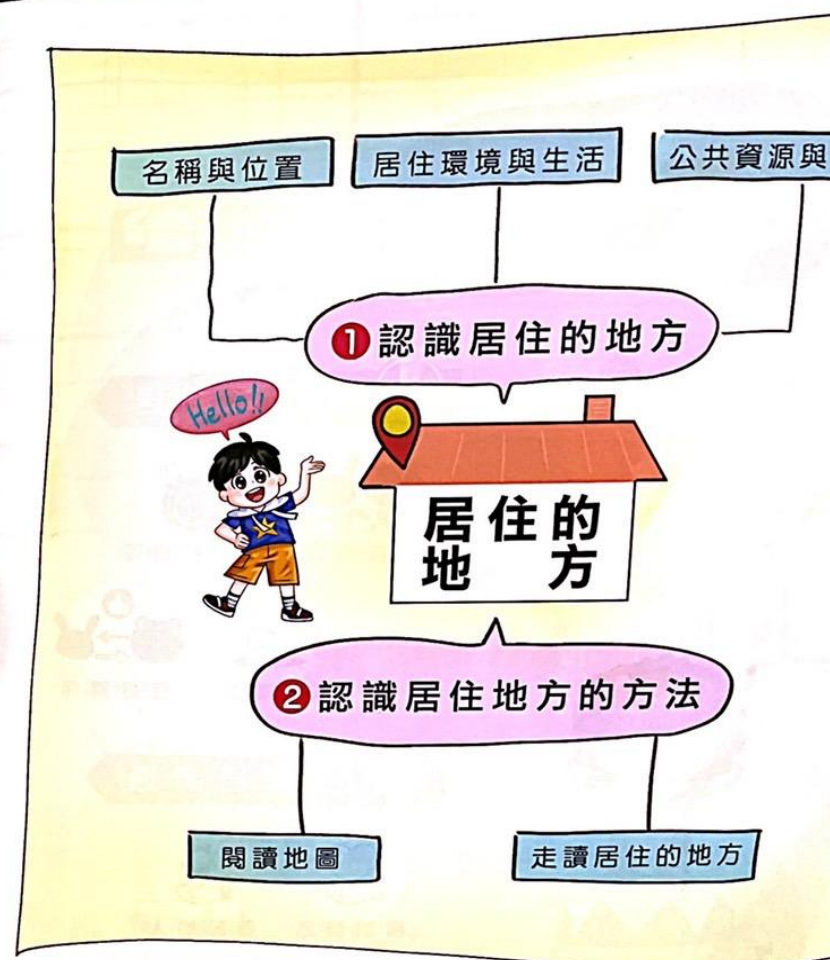 名稱與位置
居住環境與生活
公共資源與
❶認識居住的地方
Hello!!
居住的
地方
❷認識居住地方的方法
閱讀地圖
走讀居住的地方